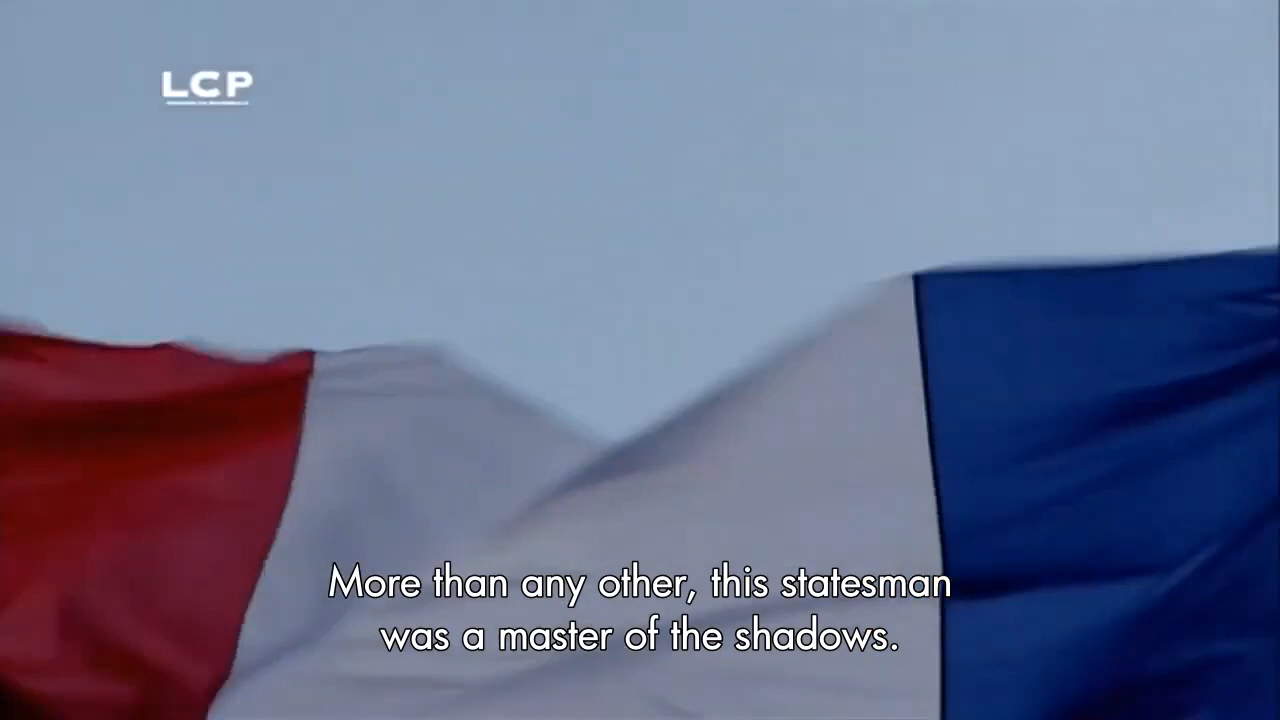 LCP
More than any other, this statesman
was a master of the shadows.